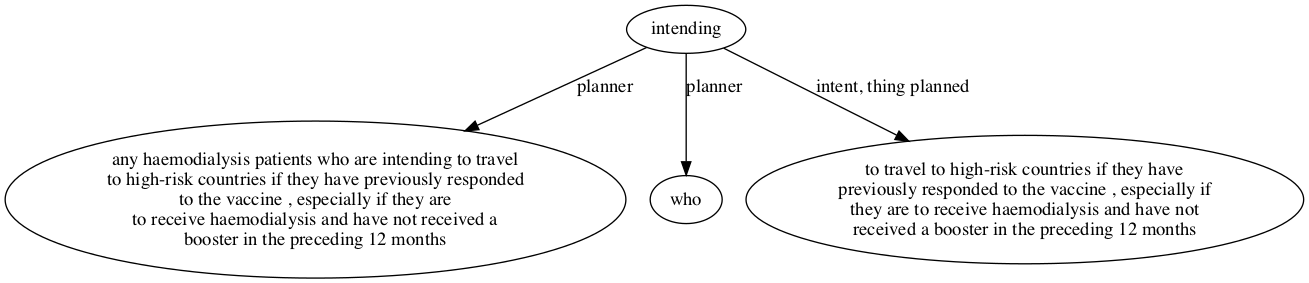 intending
planner
planner
intent, thing planned
any haemodialysis patients who are intending to travel
to high-risk countries if they have previously responded
to the vaccine , especially if they are
to receive haemodialysis and have not received a
booster in the preceding 12 months
who
to travel to high-risk countries if they have
previously responded to the vaccine , especially if
they are to receive haemodialysis and have not
received a booster in the preceding 12 months